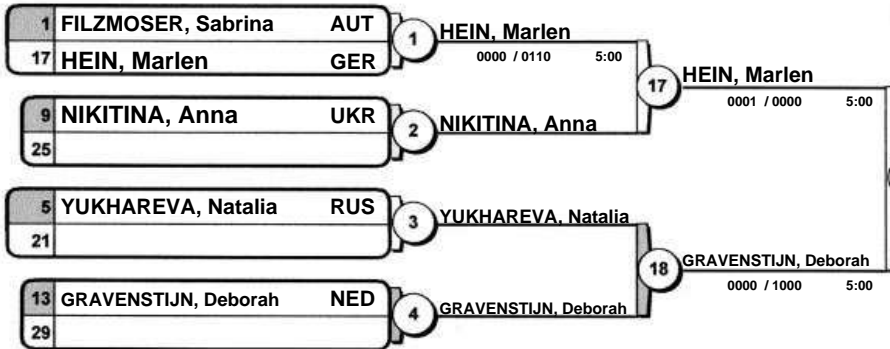 1 FILZMOSER, Sabrina AUT
17 HEIN, Marlen GER
1
HEIN, Marlen
0000 / 0110 5:00
9 NIKITINA, Anna UKR
25
2
NIKITINA, Anna
17
HEIN, Marlen
0001 / 0000 5:00
5 YUKHAREVA, Natalia RUS
21
3
YUKHAREVA, Natalia
13 GRAVENSTIJN, Deborah NED
29
4
GRAVENSTIJN, Deborah
18
GRAVENSTIJN, Deborah
0000 / 1000 5:00